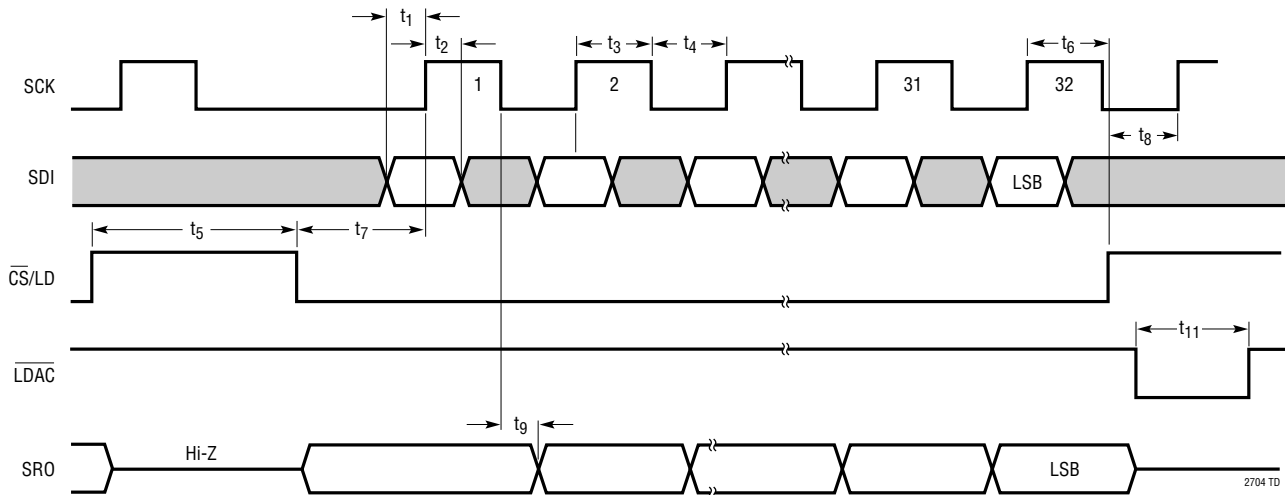 t1
t2
t3
t4
t6
SCK
1
2
31
32
t8
SDI
LSB
t5
t7
CS/LD
t11
LDAC
t9
Hi-Z
SRO
LSB
2704 TD